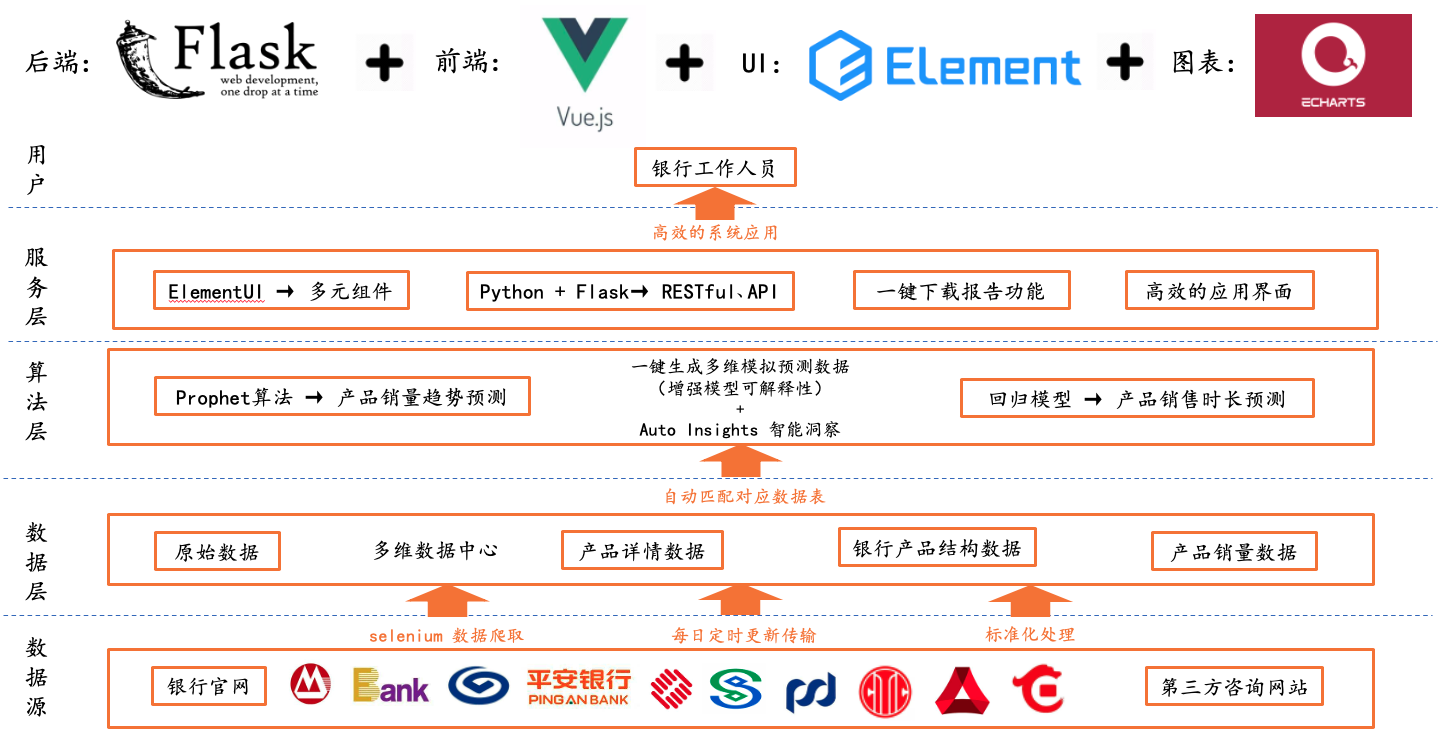 后端:
Flask
web development,
one drop at a time
前端:
Vue.js
UI:
Element
图表:
ECHARTS
用户
银行工作人员
高效的系统应用
服务层
ElementUI → 多元组件
Python + Flask→ RESTful、API
一键下载报告功能
高效的应用界面
算法层
Prophet算法 → 产品销量趋势预测
一键生成多维模拟预测数据
（增强模型可解释性）
+
Auto Insights 智能洞察
回归模型 → 产品销售时长预测
自动匹配对应数据表
数据层
原始数据
多维数据中心
产品详情数据
银行产品结构数据
产品销量数据
selenium 数据爬取
每日定时更新传输
标准化处理
数据源
银行官网
Bank
平安银行
PINGAN BANK
CITIC
第三方咨询网站